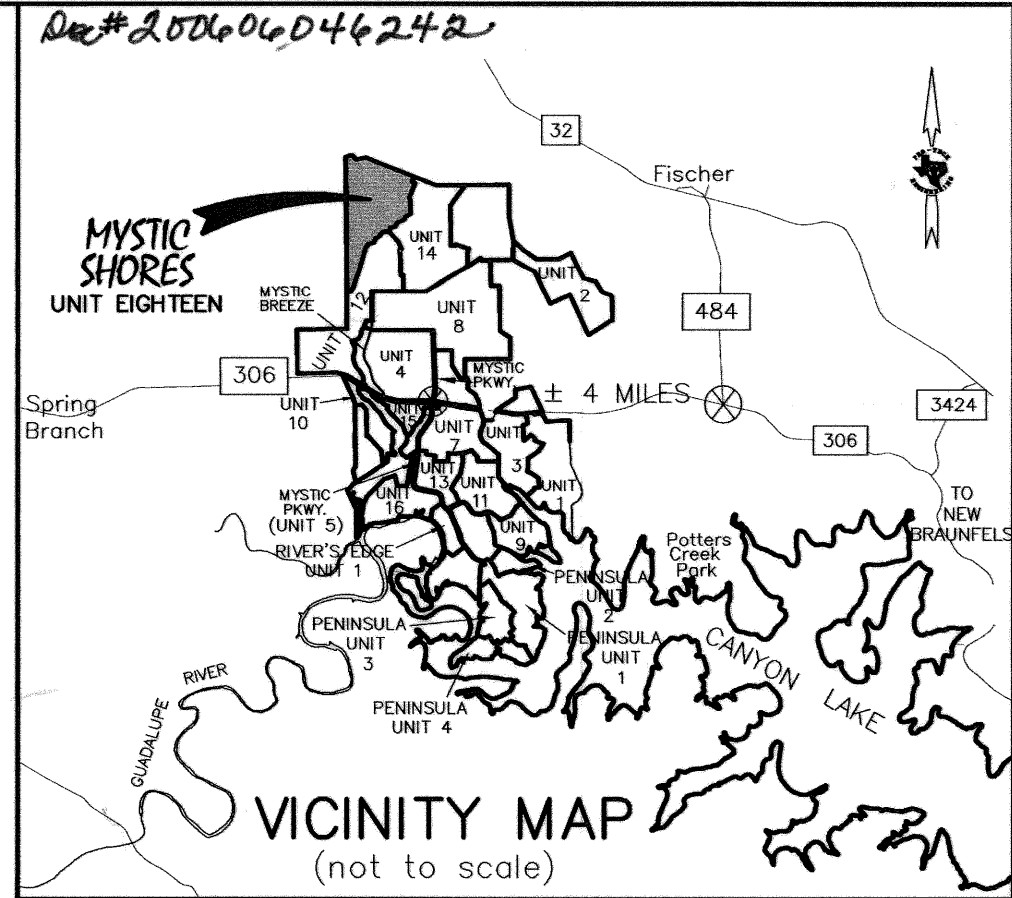 Doc# 200606046242
32
Fischer
MYSTIC
SHORES
UNIT EIGHTEEN
UNIT
14
UNIT
2
MYSTIC
BREEZE
UNIT
12
UNIT
8
484
UNIT
4
MYSTIC
PKWY.
306
± 4 MILES
3424
Spring
Branch
UNIT
10
UNIT
15
UNIT
7
UNIT
3
306
UNIT
13
UNIT
11
UNIT
1
MYSTIC
PKWY.
(UNIT 5)
UNIT
16
UNIT
9
TO
NEW
BRAUNFELS
RIVER'S EDGE
UNIT 1
Potters
Creek
Park
PENINSULA
UNIT
2
PENINSULA
UNIT
3
PENINSULA
UNIT
1
CANYON
LAKE
PENINSULA
UNIT 4
GUADALUPE
RIVER
VICINITY MAP
(not to scale)